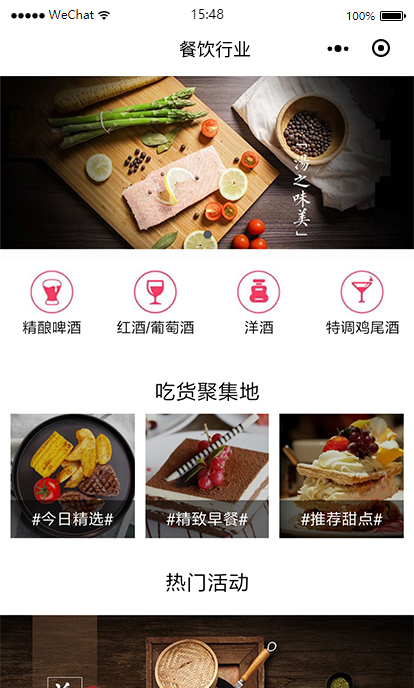 WeChat 15:48 100%
餐饮行业
「湯之味美」
精酿啤酒 红酒/葡萄酒 洋酒 特调鸡尾酒
吃货聚集地
#今日精选# #精致早餐# #推荐甜点#
热门活动